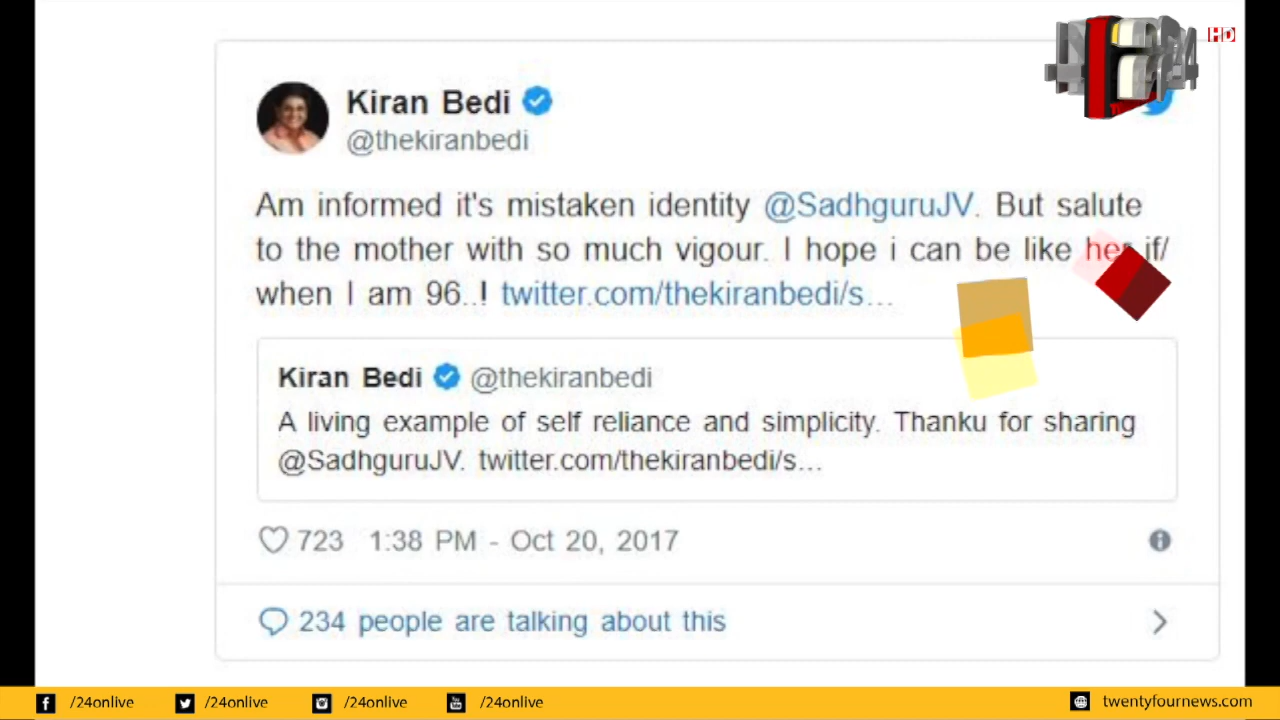 HD
Kiran Bedi
@thekiranbedi
Am informed it's mistaken identity @SadhguruJV. But salute
to the mother with so much vigour. I hope i can be like her if/
when I am 96..! twitter.com/thekiranbedi/s…
Kiran Bedi @thekiranbedi
A living example of self reliance and simplicity. Thanku for sharing
@SadhguruJV. twitter.com/thekiranbedi/s…
723 1:38 PM - Oct 20, 2017
234 people are talking about this
/24onlive /24onlive /24onlive /24onlive twentyfournews.com